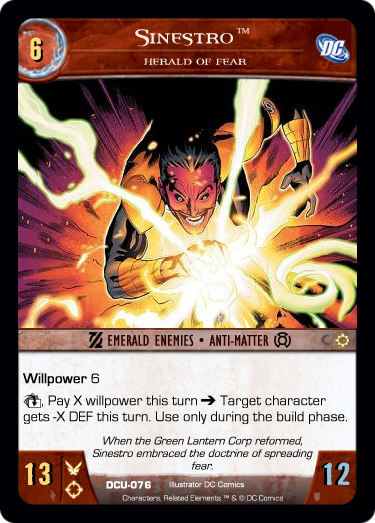 6
SINESTRO™
HERALD OF FEAR
DC
EMERALD ENEMIES • ANTI-MATTER
C
Willpower 6
, Pay X willpower this turn ➔ Target character
gets -X DEF this turn. Use only during the build phase.
When the Green Lantern Corp reformed,
Sinestro embraced the doctrine of spreading
fear.
13
12
DCU-076 Illustrator DC Comics
Characters, Related Elements ™ & © DC Comics